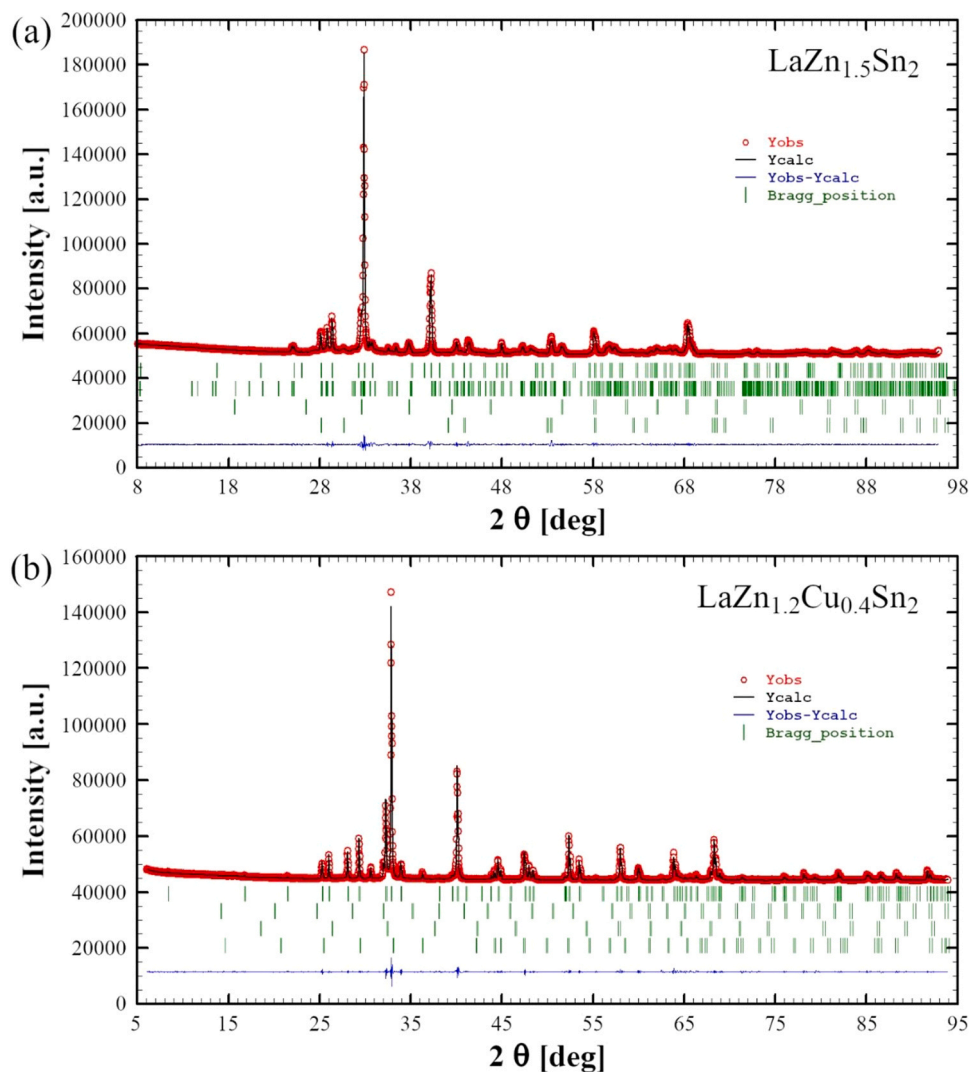 (a)
LaZn1.5Sn2
Intensity [a.u.]
200000
180000
160000
140000
120000
100000
80000
60000
40000
20000
0
Yobs
Ycalc
Yobs-Ycalc
Bragg_position
8 18 28 38 48 58 68 78 88 98
2 θ [deg]
(b)
LaZn1.2Cu0.4Sn2
Intensity [a.u.]
160000
140000
120000
100000
80000
60000
40000
20000
0
Yobs
Ycalc
Yobs-Ycalc
Bragg_position
5 15 25 35 45 55 65 75 85 95
2 θ [deg]